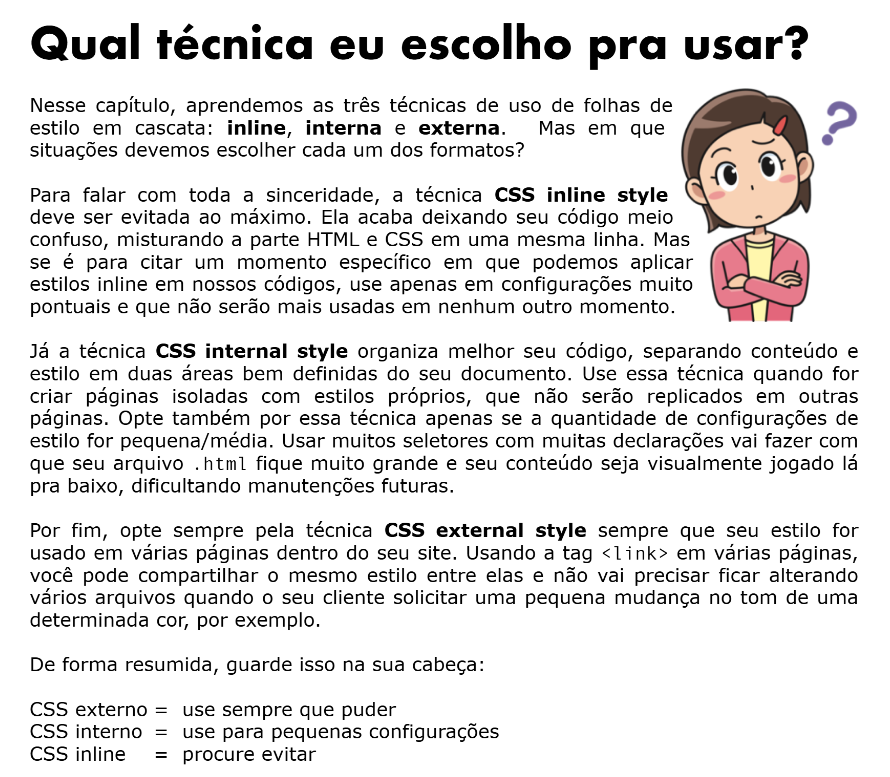 Qual técnica eu escolho pra usar?
Nesse capítulo, aprendemos as três técnicas de uso de folhas de
estilo em cascata: inline, interna e externa. Mas em que
situações devemos escolher cada um dos formatos?
Para falar com toda a sinceridade, a técnica CSS inline style
deve ser evitada ao máximo. Ela acaba deixando seu código meio
confuso, misturando a parte HTML e CSS em uma mesma linha. Mas
se é para citar um momento específico em que podemos aplicar
estilos inline em nossos códigos, use apenas em configurações muito
pontuais e que não serão mais usadas em nenhum outro momento.
Já a técnica CSS internal style organiza melhor seu código, separando conteúdo e
estilo em duas áreas bem definidas do seu documento. Use essa técnica quando for
criar páginas isoladas com estilos próprios, que não serão replicados em outras
páginas. Opte também por essa técnica apenas se a quantidade de configurações de
estilo for pequena/média. Usar muitos seletores com muitas declarações vai fazer com
que seu arquivo .html fique muito grande e seu conteúdo seja visualmente jogado lá
pra baixo, dificultando manutenções futuras.
Por fim, opte sempre pela técnica CSS external style sempre que seu estilo for
usado em várias páginas dentro do seu site. Usando a tag <link> em várias páginas,
você pode compartilhar o mesmo estilo entre elas e não vai precisar ficar alterando
vários arquivos quando o seu cliente solicitar uma pequena mudança no tom de uma
determinada cor, por exemplo.
De forma resumida, guarde isso na sua cabeça:
CSS externo = use sempre que puder
CSS interno = use para pequenas configurações
CSS inline = procure evitar